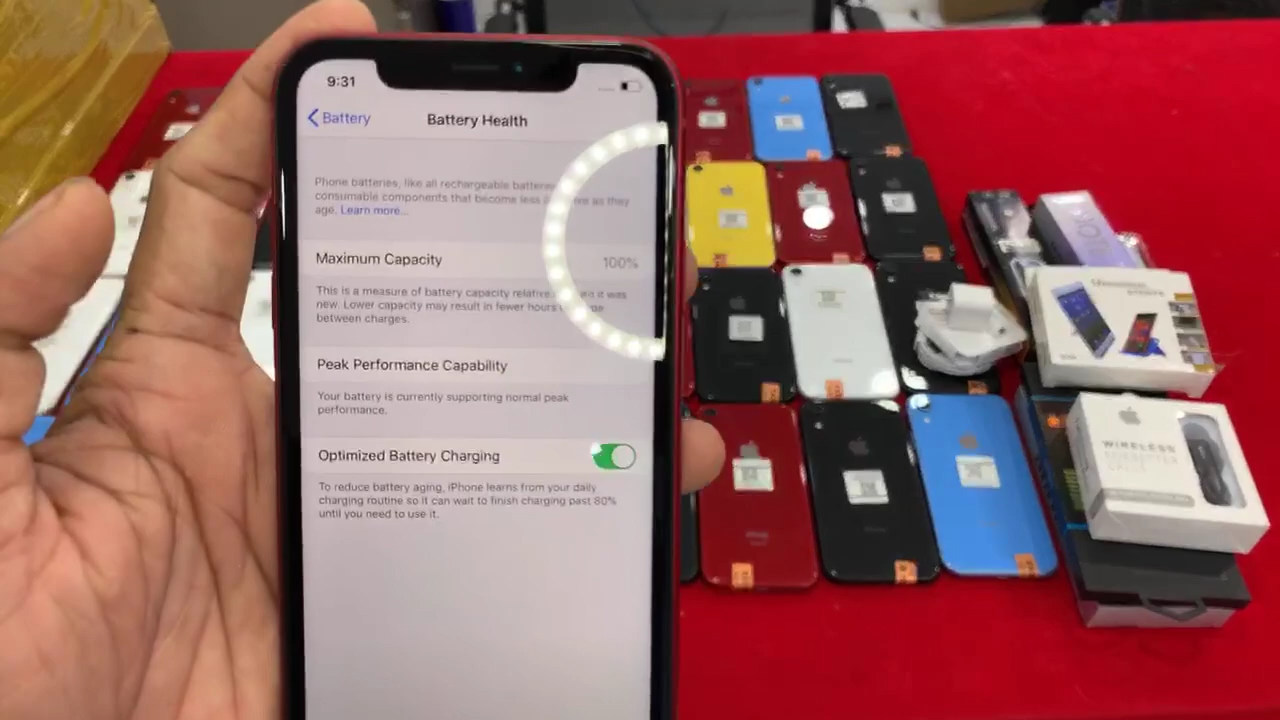 9:31
Battery
Battery Health
Phone batteries, like all rechargeable
consumable components that become less as they
age. Learn more...
Maximum Capacity
100%
This is a measure of battery capacity relative it was
new. Lower capacity may result in fewer hours
between charges.
Peak Performance Capability
Your battery is currently supporting normal peak
performance.
Optimized Battery Charging
To reduce battery aging, iPhone learns from your daily
charging routine so it can wait to finish charging past 80%
until you need to use it.
WIRELESS